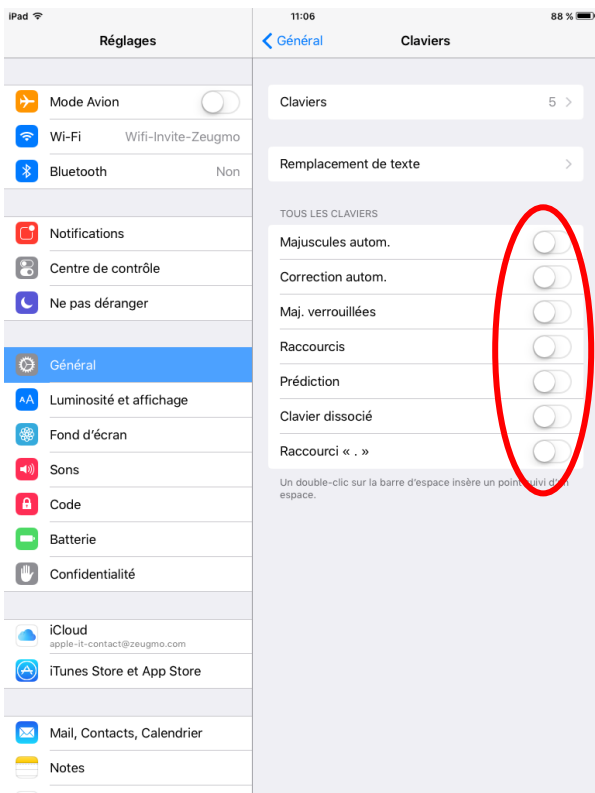 iPad 11:06 88 %
Réglages
Général Claviers
Mode Avion
Wi-Fi Wifi-Invite-Zeugmo
Bluetooth Non
Notifications
Centre de contrôle
Ne pas déranger
Général
AA Luminosité et affichage
Fond d'écran
Sons
Code
Batterie
Confidentialité
iCloud
apple-it-contact@zeugmo.com
iTunes Store et App Store
Mail, Contacts, Calendrier
Notes
Claviers 5
Remplacement de texte
TOUS LES CLAVIERS
Majuscules autom.
Correction autom.
Maj. verrouillées
Raccourcis
Prédiction
Clavier dissocié
Raccourci « . »
Un double-clic sur la barre d'espace insère un point suivi d'un
espace.